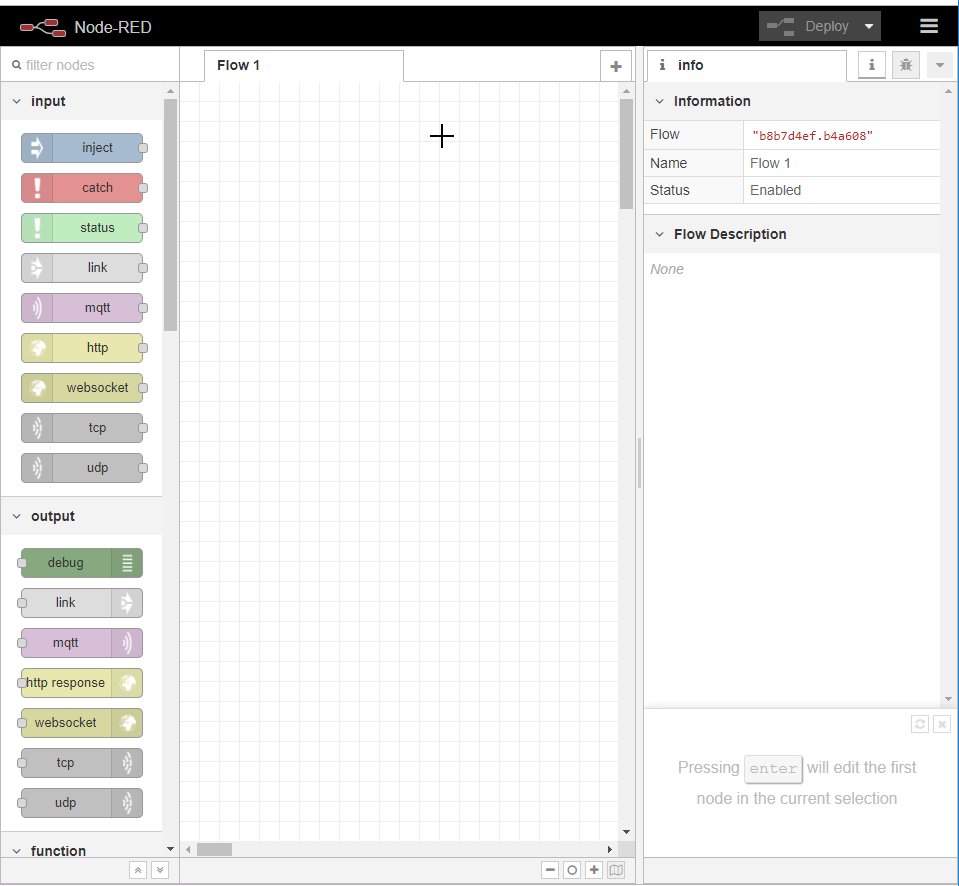 Node-RED
Deploy
filter nodes
Flow 1
info
input
inject
catch
status
link
mqtt
http
websocket
tcp
udp
output
debug
link
mqtt
http response
websocket
tcp
udp
function
Information
Flow "b8b7d4ef.b4a608"
Name Flow 1
Status Enabled
Flow Description
None
Pressing enter will edit the first
node in the current selection